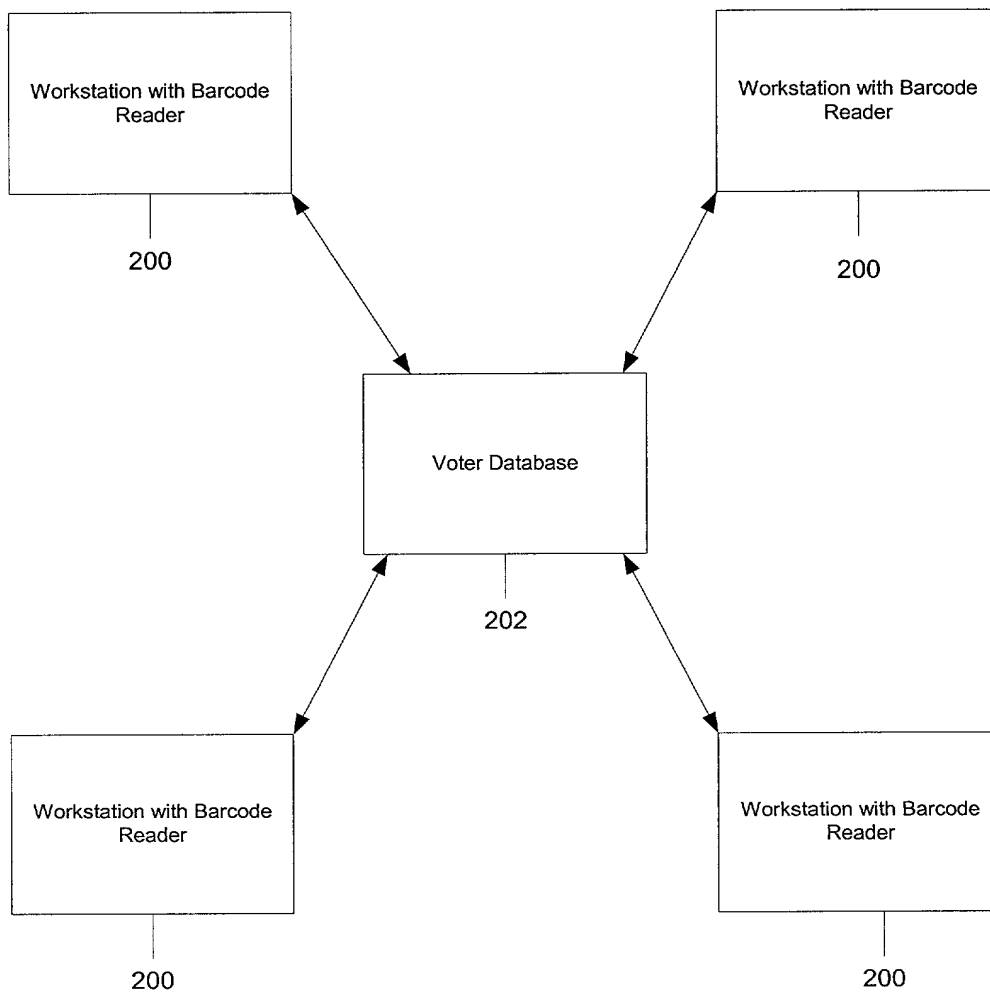 Workstation with Barcode
Reader
200
Workstation with Barcode
Reader
200
Voter Database
202
Workstation with Barcode
Reader
200
Workstation with Barcode
Reader
200